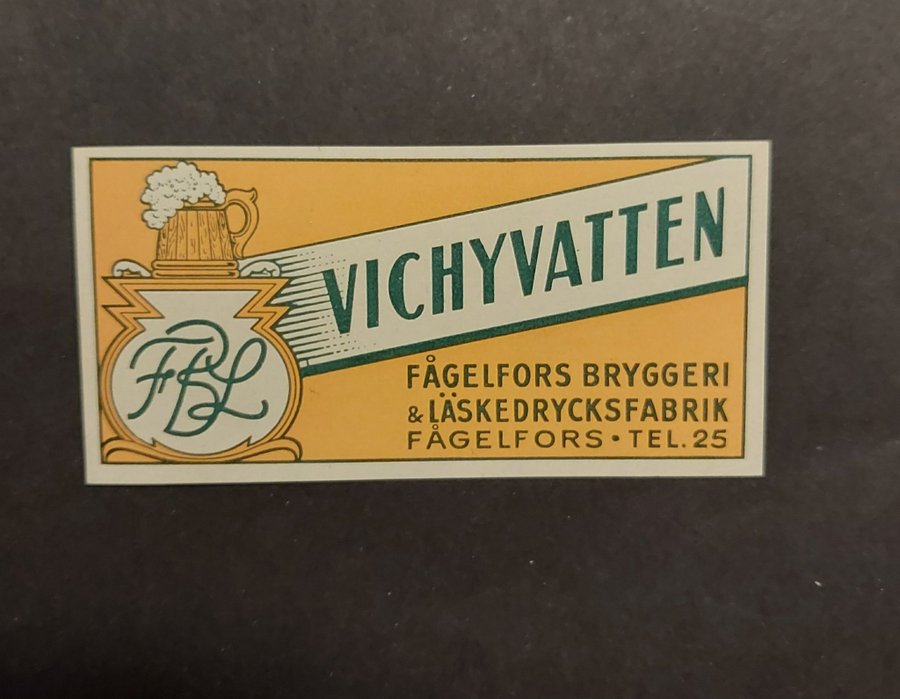 VICHYVATTEN
FBL
FÅGELFORS BRYGGERI
& LÄSKEDRYCKSFABRIK
FÅGELFORS • TEL. 25